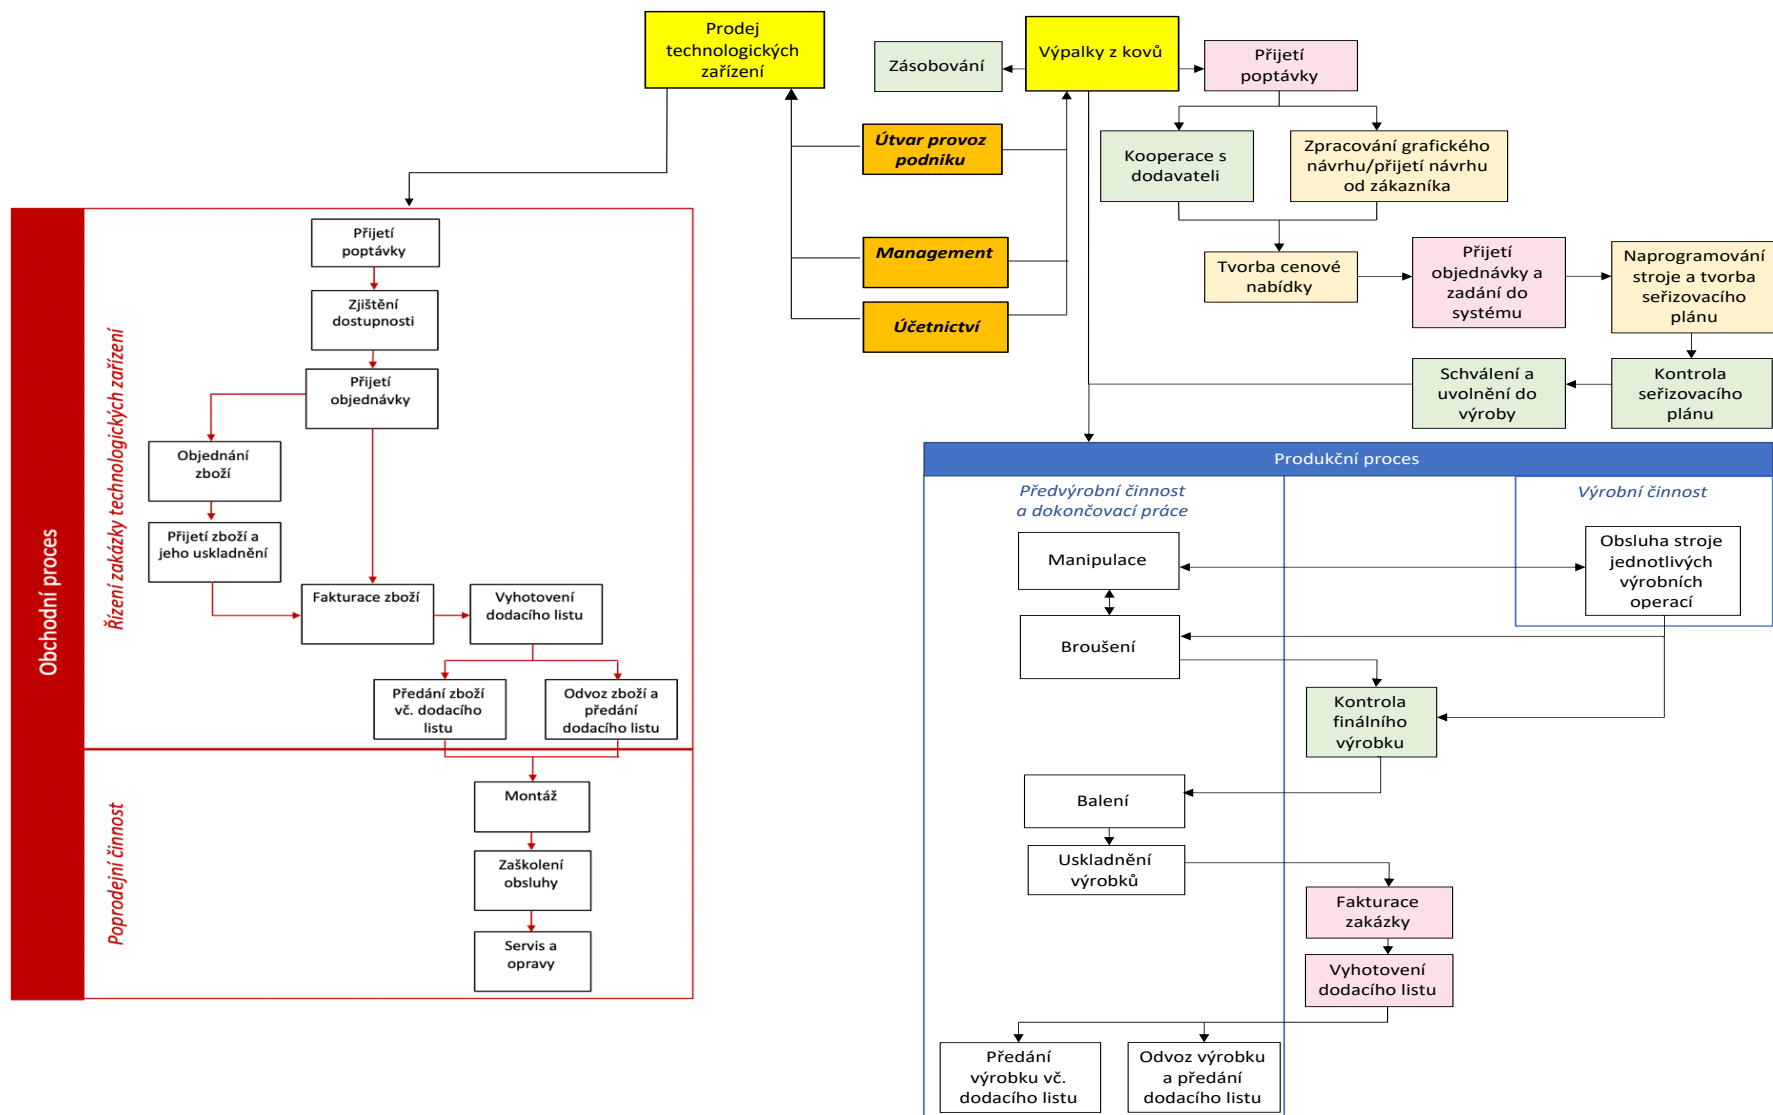 Prodej
technologických
zařízení
Zásobování
Výpalky z kovů
Přijetí
poptávky
Útvar provoz
podniku
Kooperace s
dodavateli
Zpracování grafického
návrhu/přijetí návrhu
od zákazníka
Management
Tvorba cenové
nabídky
Přijetí
objednávky a
zadání do
systému
Naprogramování
stroje a tvorba
seřizovacího
plánu
Účetnictví
Schválení a
uvolnění do
výroby
Kontrola
seřizovacího
plánu
Obchodní proces
Řízení zakázky technologických zařízení
Přijetí
poptávky
Zjištění
dostupnosti
Přijetí
objednávky
Objednání
zboží
Přijetí zboží a
jeho uskladnění
Fakturace zboží
Vyhotovení
dodacího listu
Předání zboží
vč. dodacího
listu
Odvoz zboží a
předání
dodacího listu
Poprodejní činnost
Montáž
Zaškolení
obsluhy
Servis a
opravy
Produkční proces
Předvýrobní činnost
a dokončovací práce
Výrobní činnost
Manipulace
Obsluha stroje
jednotlivých
výrobních
operací
Broušení
Kontrola
finálního
výrobku
Balení
Uskladnění
výrobků
Fakturace
zakázky
Vyhotovení
dodacího listu
Předání
výrobku vč.
dodacího listu
Odvoz výrobku
a předání
dodacího listu